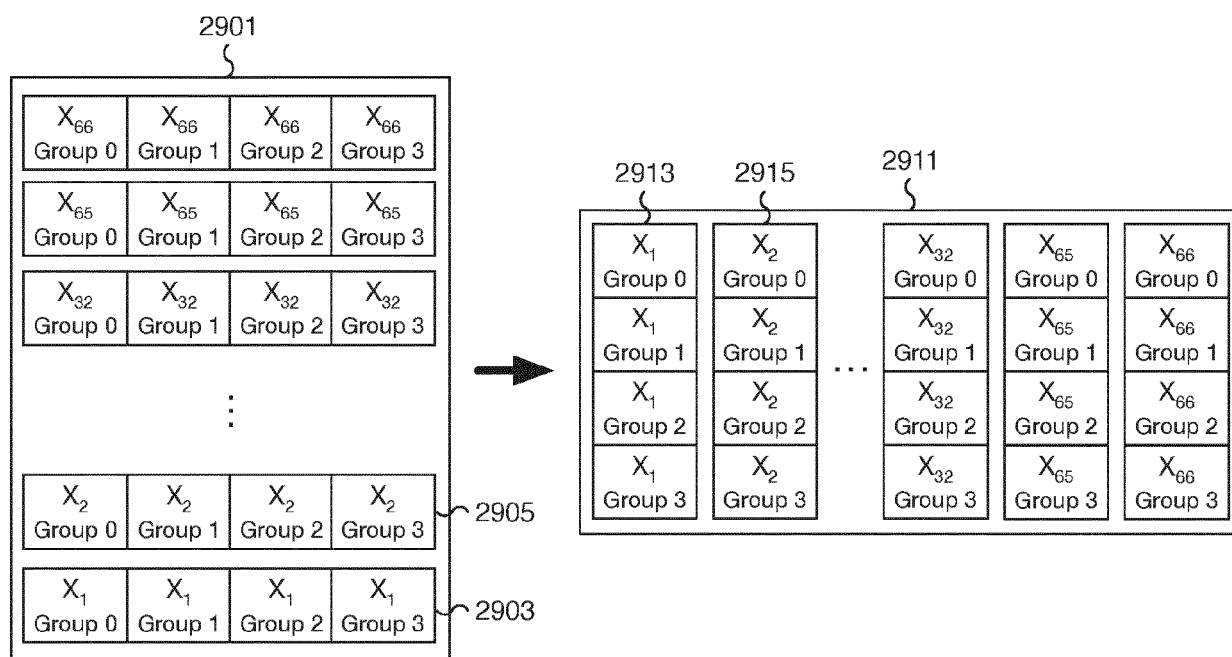 2901
X₆₆ X₆₆ X₆₆ X₆₆
Group 0 Group 1 Group 2 Group 3
X₆₅ X₆₅ X₆₅ X₆₅
Group 0 Group 1 Group 2 Group 3
X₃₂ X₃₂ X₃₂ X₃₂
Group 0 Group 1 Group 2 Group 3
⋮
X₂ X₂ X₂ X₂
Group 0 Group 1 Group 2 Group 3
2905
X₁ X₁ X₁ X₁
Group 0 Group 1 Group 2 Group 3
2903
2913 2915 2911
X₁ X₂ X₃₂ X₆₅ X₆₆
Group 0 Group 0 Group 0 Group 0 Group 0
X₁ X₂ X₃₂ X₆₅ X₆₆
Group 1 Group 1 Group 1 Group 1 Group 1
...
X₁ X₂ X₃₂ X₆₅ X₆₆
Group 2 Group 2 Group 2 Group 2 Group 2
X₁ X₂ X₃₂ X₆₅ X₆₆
Group 3 Group 3 Group 3 Group 3 Group 3